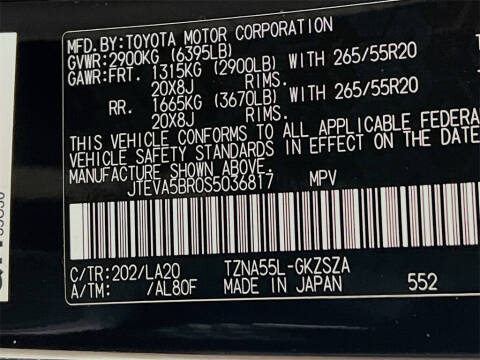 MFD.BY:TOYOTA MOTOR CORPORATION
GVWR:2900KG (6395LB)
GAWR:FRT. 1315KG (2900LB) WITH 265/55R20
20X8J RIMS.
RR. 1665KG (3670LB) WITH 265/55R20
20X8J RIMS.
THIS VEHICLE CONFORMS TO ALL APPLICABLE FEDERA
VEHICLE SAFETY STANDARDS IN EFFECT ON THE DATE
MANUFACTURE SHOWN ABOVE.
JTEVA5BR0S5036817 MPV
C/TR:202/LA20 TZNA55L-GKZSZA
A/TM: /AL80F MADE IN JAPAN 552